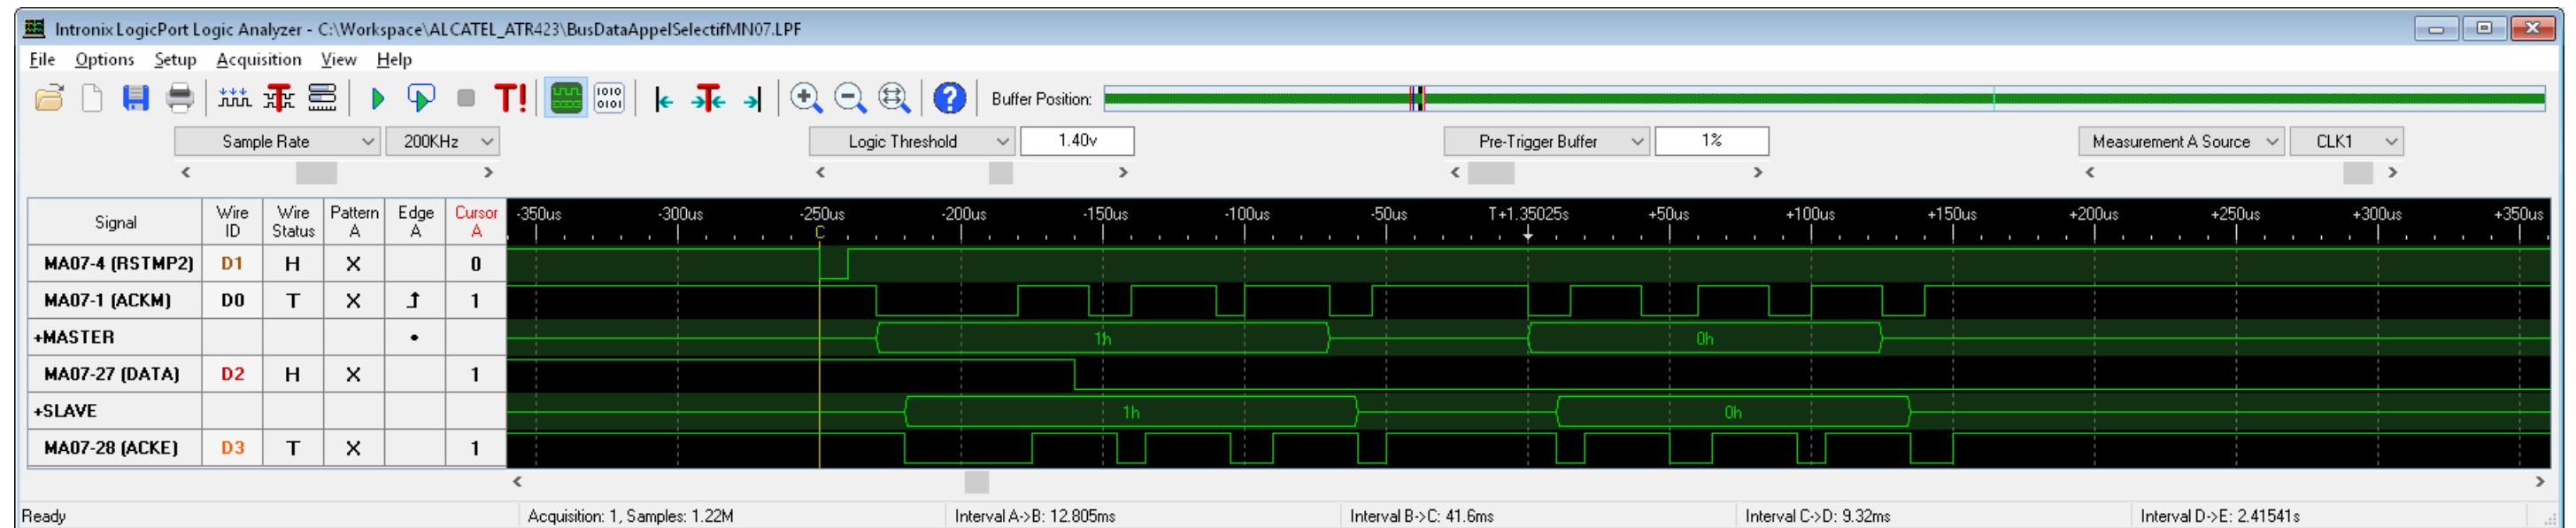 Intronix LogicPort Logic Analyzer - C:\Workspace\ALCATEL_ATR423\BusDataAppelSelectifMN07.LPF
File Options Setup Acquisition View Help
T! 1010 0101 ? Buffer Position:
Sample Rate 200KHz Logic Threshold 1.40v Pre-Trigger Buffer 1% Measurement A Source CLK1
Signal Wire ID Wire Status Pattern A Edge A Cursor A -350us -300us -250us -200us -150us -100us -50us T+1.35025s +50us +100us +150us +200us +250us +300us +350us
C
MA07-4 (RSTMP2) D1 H X 0
MA07-1 (ACKM) D0 T X 1
+MASTER 1h 0h
MA07-27 (DATA) D2 H X 1
+SLAVE 1h 0h
MA07-28 (ACKE) D3 T X 1
Ready Acquisition: 1, Samples: 1.22M Interval A->B: 12.805ms Interval B->C: 41.6ms Interval C->D: 9.32ms Interval D->E: 2.41541s